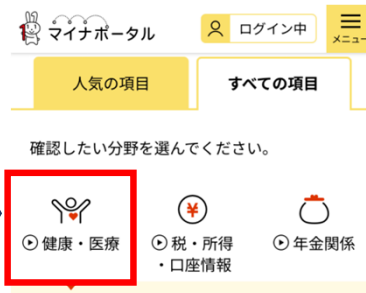 マイナポータル
ログイン中
メニュー
人気の項目
すべての項目
確認したい分野を選んでください。
健康・医療
税・所得
・口座情報
年金関係